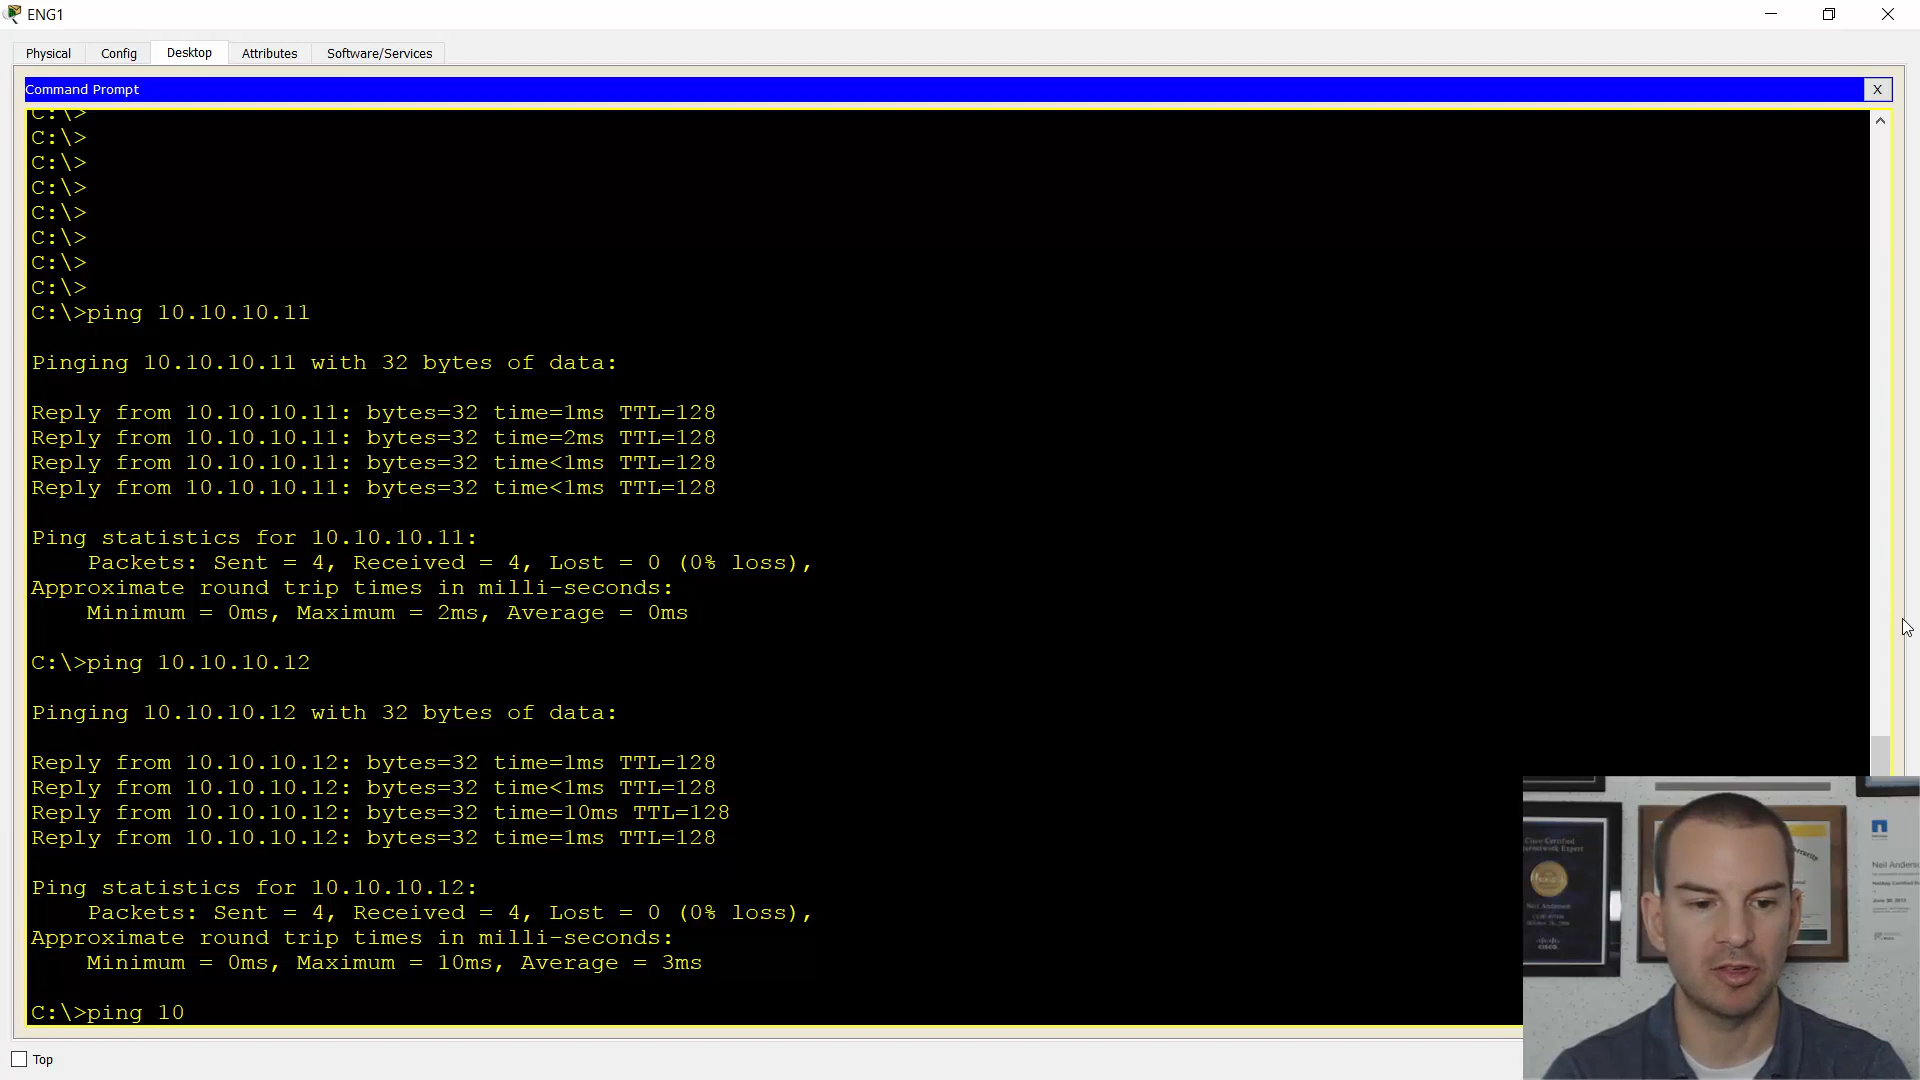 ENG1
Physical
Config
Desktop
Attributes
Software/Services
Command Prompt
X
C:\>
C:\>
C:\>
C:\>
C:\>
C:\>
C:\>
C:\>
C:\>ping 10.10.10.11
Pinging 10.10.10.11 with 32 bytes of data:
Reply from 10.10.10.11: bytes=32 time=1ms TTL=128
Reply from 10.10.10.11: bytes=32 time=2ms TTL=128
Reply from 10.10.10.11: bytes=32 time<1ms TTL=128
Reply from 10.10.10.11: bytes=32 time<1ms TTL=128
Ping statistics for 10.10.10.11:
Packets: Sent = 4, Received = 4, Lost = 0 (0% loss),
Approximate round trip times in milli-seconds:
Minimum = 0ms, Maximum = 2ms, Average = 0ms
C:\>ping 10.10.10.12
Pinging 10.10.10.12 with 32 bytes of data:
Reply from 10.10.10.12: bytes=32 time=1ms TTL=128
Reply from 10.10.10.12: bytes=32 time<1ms TTL=128
Reply from 10.10.10.12: bytes=32 time=10ms TTL=128
Reply from 10.10.10.12: bytes=32 time=1ms TTL=128
Ping statistics for 10.10.10.12:
Packets: Sent = 4, Received = 4, Lost = 0 (0% loss),
Approximate round trip times in milli-seconds:
Minimum = 0ms, Maximum = 10ms, Average = 3ms
C:\>ping 10
Top
Cisco Certified
Neil Anderson
CISCO